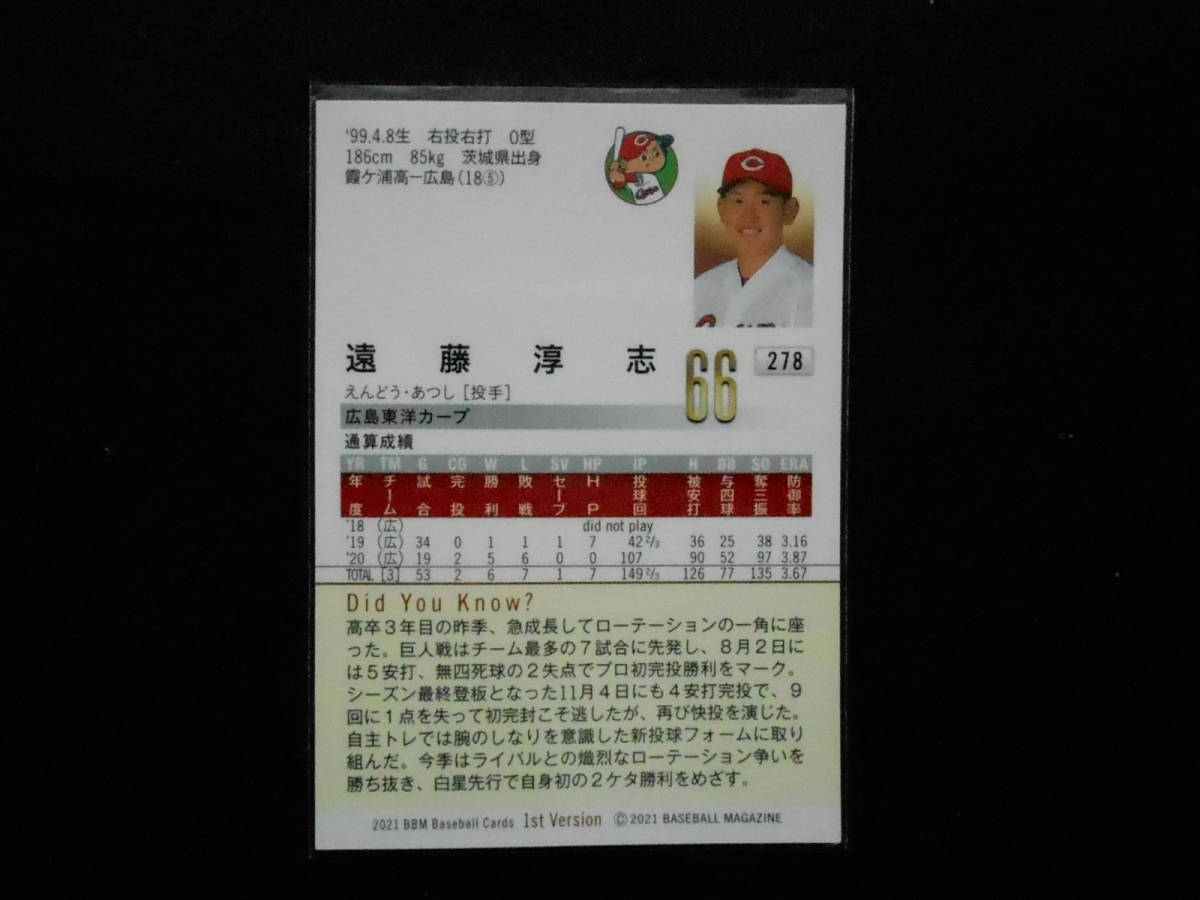 '99.4.8生 右投右打 O型
186cm 85kg 茨城県出身
霞ケ浦高ー広島(18⑤)
Carp
C
遠藤淳志
66
278
えんどう・あつし[投手]
広島東洋カープ
通算成績
YR TM G CG W L SV HP IP H BB SO ERA
年度 チーム 試合 完投 勝利 敗戦 セーブ HP 投球回 被安打 与四球 奪三振 防御率
'18 (広) did not play
'19 (広) 34 0 1 1 1 7 42 2/3 36 25 38 3.16
'20 (広) 19 2 5 6 0 0 107 90 52 97 3.87
TOTAL [3] 53 2 6 7 1 7 149 2/3 126 77 135 3.67
Did You Know?
高卒3年目の昨季、急成長してローテーションの一角に座
った。巨人戦はチーム最多の7試合に先発し、8月2日に
は5安打、無四死球の2失点でプロ初完投勝利をマーク。
シーズン最終登板となった11月4日にも4安打完投で、9
回に1点を失って初完封こそ逃したが、再び快投を演じた。
自主トレでは腕のしなりを意識した新投球フォームに取り
組んだ。今季はライバルとの熾烈なローテーション争いを
勝ち抜き、白星先行で自身初の2ケタ勝利をめざす。
2021 BBM Baseball Cards 1st Version ©2021 BASEBALL MAGAZINE